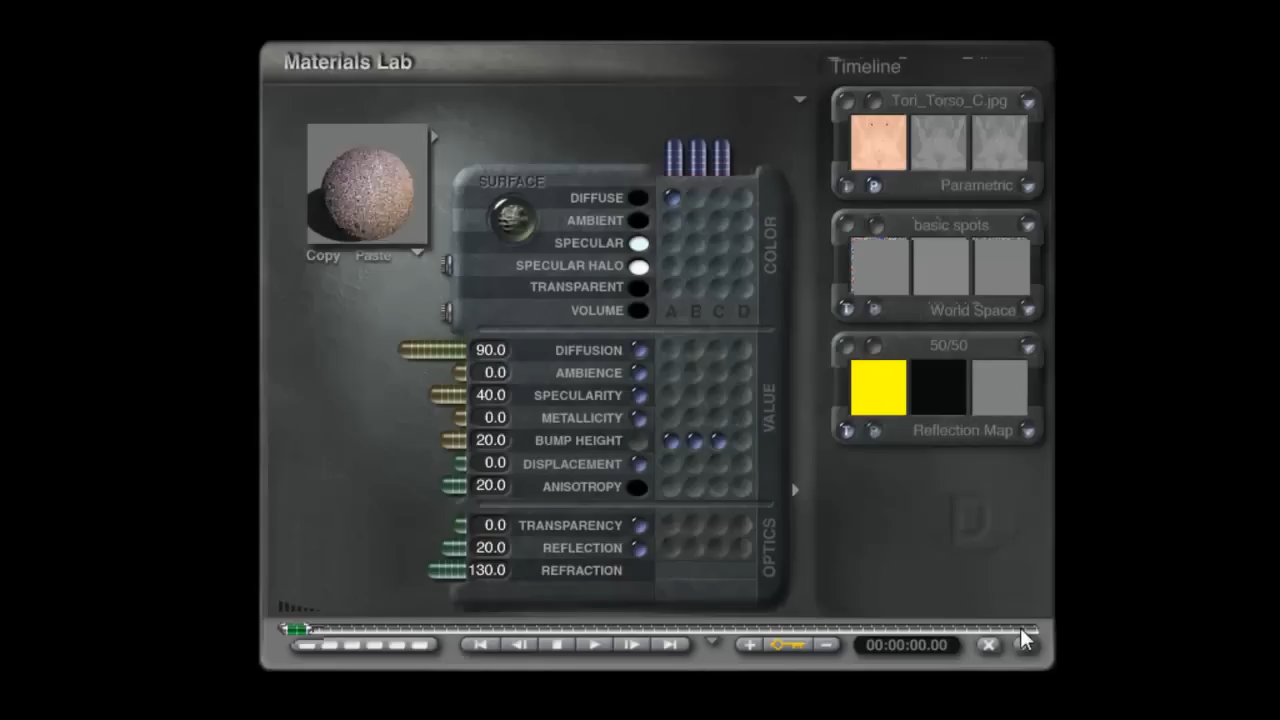 Materials Lab
Timeline
Tori_Torso_C.jpg
Parametric
basic spots
World Space
50/50
Reflection Map
Copy Paste
SURFACE
DIFFUSE
AMBIENT
SPECULAR
SPECULAR HALO
TRANSPARENT
VOLUME
A B C D
COLOR
90.0 DIFFUSION
0.0 AMBIENCE
40.0 SPECULARITY
0.0 METALLICITY
20.0 BUMP HEIGHT
0.0 DISPLACEMENT
20.0 ANISOTROPY
VALUE
0.0 TRANSPARENCY
20.0 REFLECTION
130.0 REFRACTION
OPTICS
D
00:00:00.00